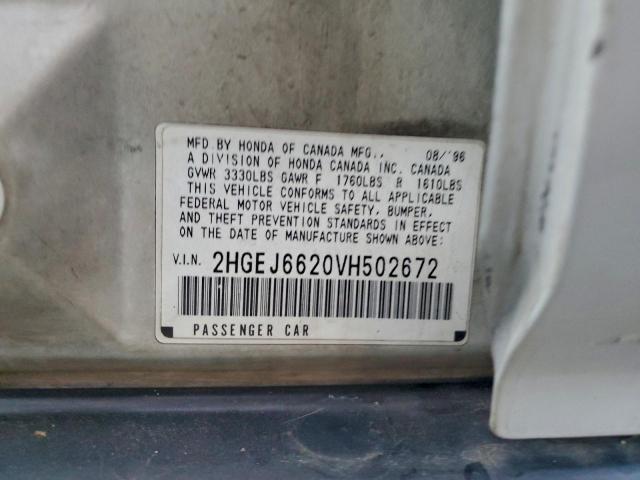 MFD.BY HONDA OF CANADA MFG., 08/'96
A DIVISION OF HONDA CANADA INC. CANADA
GVWR 3330LBS GAWR F 1760LBS R 1610LBS
THIS VEHICLE CONFORMS TO ALL APPLICABLE
FEDERAL MOTOR VEHICLE SAFETY, BUMPER,
AND THEFT PREVENTION STANDARDS IN EFFECT
ON THE DATE OF MANUFACTURE SHOWN ABOVE:
V.I.N. 2HGEJ6620VH502672
PASSENGER CAR